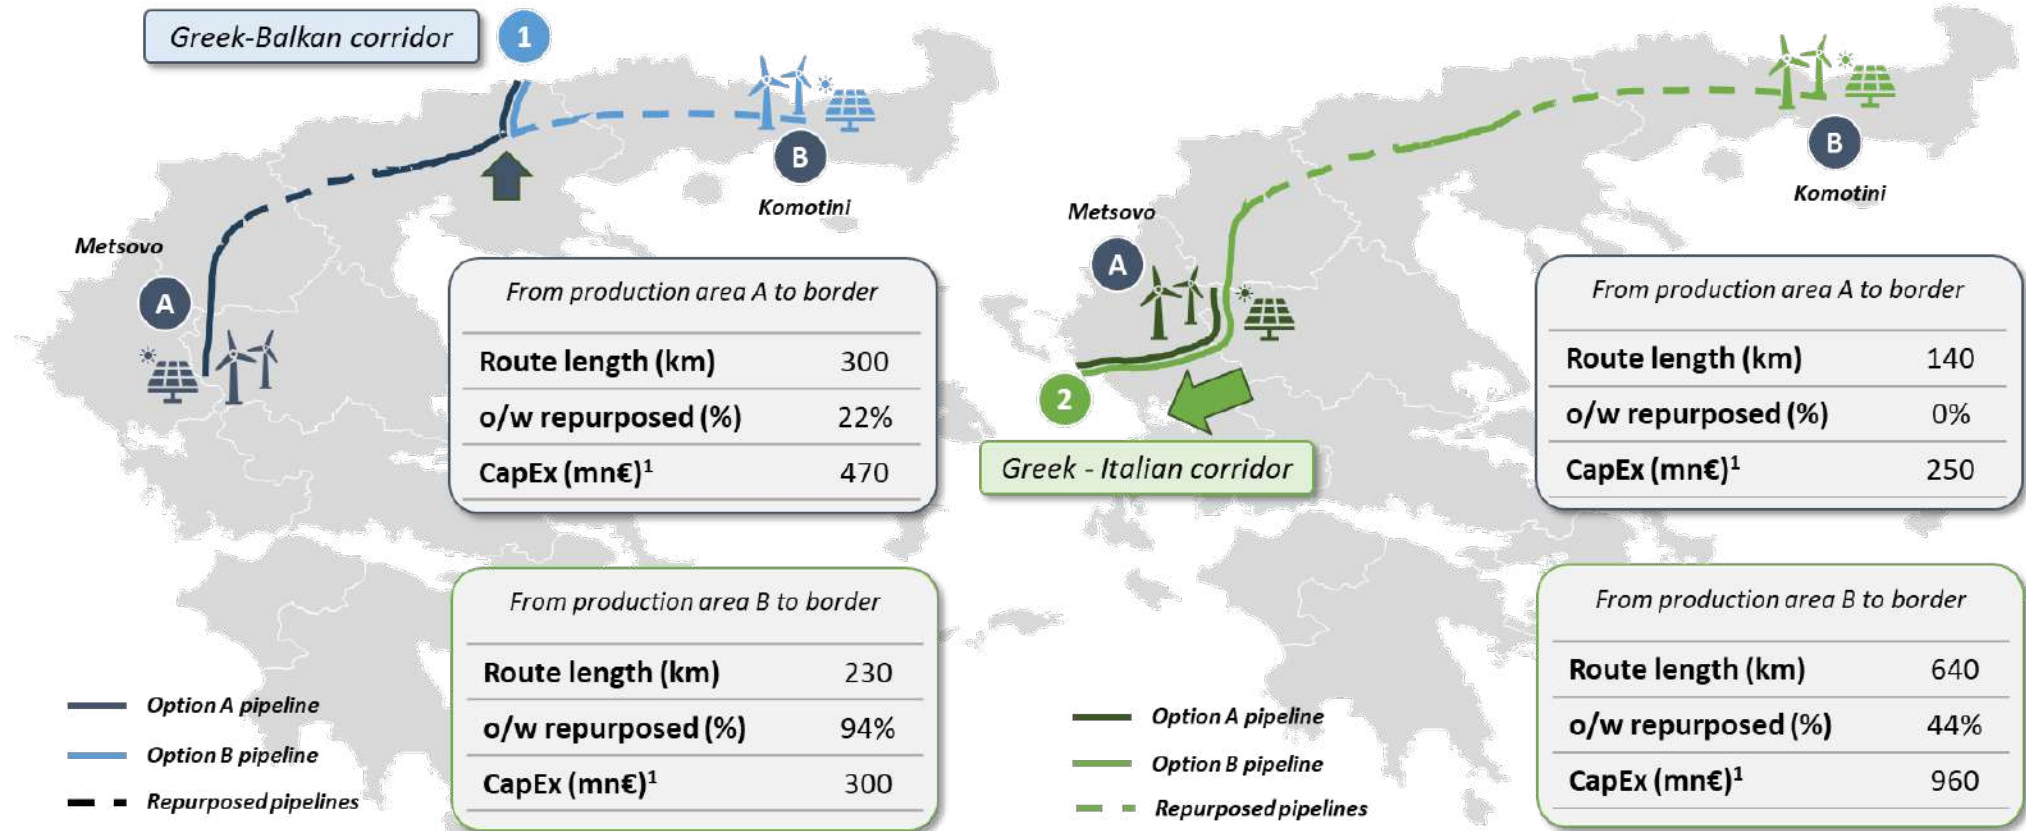 Greek-Balkan corridor
1
B
Komotini
Metsovo
A
From production area A to border
Route length (km) 300
o/w repurposed (%) 22%
CapEx (mn€)¹ 470
From production area B to border
Route length (km) 230
o/w repurposed (%) 94%
CapEx (mn€)¹ 300
Option A pipeline
Option B pipeline
Repurposed pipelines
B
Komotini
Metsovo
A
2
Greek - Italian corridor
From production area A to border
Route length (km) 140
o/w repurposed (%) 0%
CapEx (mn€)¹ 250
From production area B to border
Route length (km) 640
o/w repurposed (%) 44%
CapEx (mn€)¹ 960
Option A pipeline
Option B pipeline
Repurposed pipelines